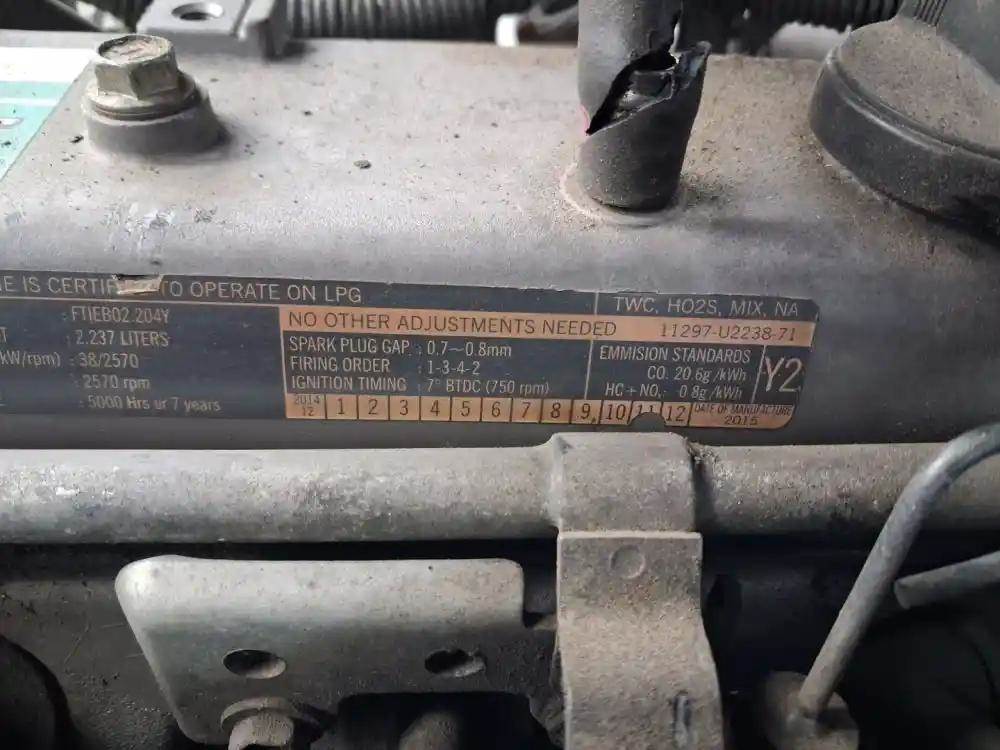 E IS CERTIF TO OPERATE ON LPG
TWC, HO2S, MIX, NA
: FTIEB02.204Y
T : 2.237 LITERS
kW/rpm) : 38/2570
: 2570 rpm
: 5000 Hrs ur 7 years
NO OTHER ADJUSTMENTS NEEDED 11297-U2238-71
SPARK PLUG GAP : 0.7~0.8mm
FIRING ORDER : 1-3-4-2
IGNITION TIMING : 7° BTDC (750 rpm)
EMMISION STANDARDS
CO: 20.6g/kWh
HC+NO: 0.8g/kWh
Y2
2014
12 1 2 3 4 5 6 7 8 9 10 11 12 DATE OF MANUFACTURE
2015